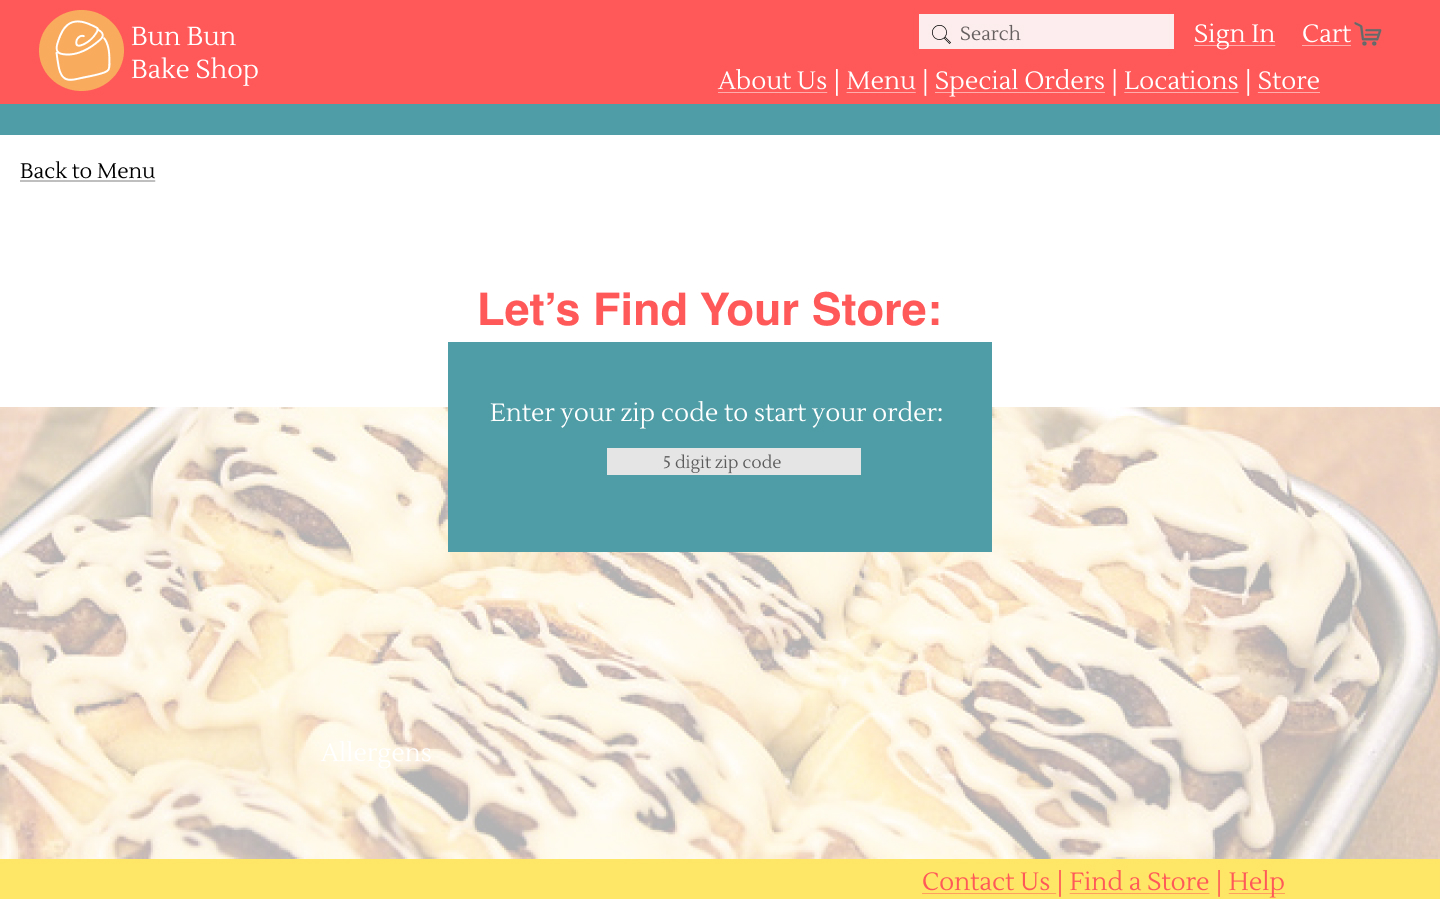 Bun Bun
Bake Shop
Search
Sign In
Cart
About Us | Menu | Special Orders | Locations | Store
Back to Menu
Let’s Find Your Store:
Enter your zip code to start your order:
5 digit zip code
Allergens
Contact Us | Find a Store | Help